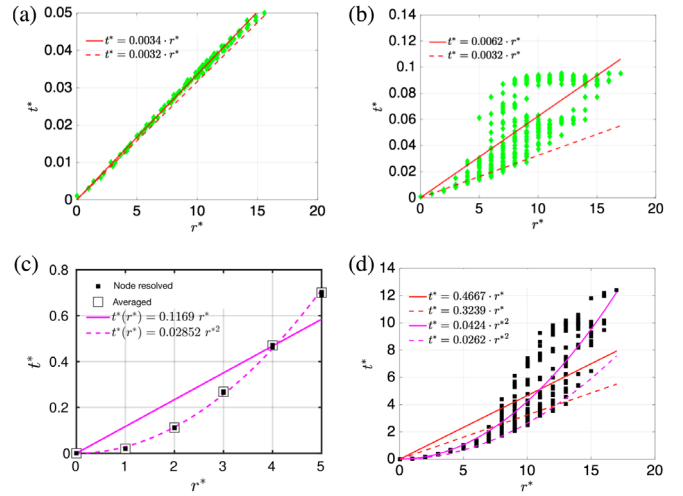 (a)
0.05
0.04
0.03
0.02
0.01
0
t*
t* = 0.0034 · r*
t* = 0.0032 · r*
0 5 10 15 20
r*
(b)
0.14
0.12
0.1
0.08
0.06
0.04
0.02
0
t*
t* = 0.0062 · r*
t* = 0.0032 · r*
0 5 10 15 20
r*
(c)
0.8
0.6
0.4
0.2
0
t*
Node resolved
Averaged
t*(r*) = 0.1169 r*
t*(r*) = 0.02852 r*²
0 1 2 3 4 5
r*
(d)
14
12
10
8
6
4
2
0
t*
t* = 0.4667 · r*
t* = 0.3239 · r*
t* = 0.0424 · r*²
t* = 0.0262 · r*²
0 5 10 15 20
r*